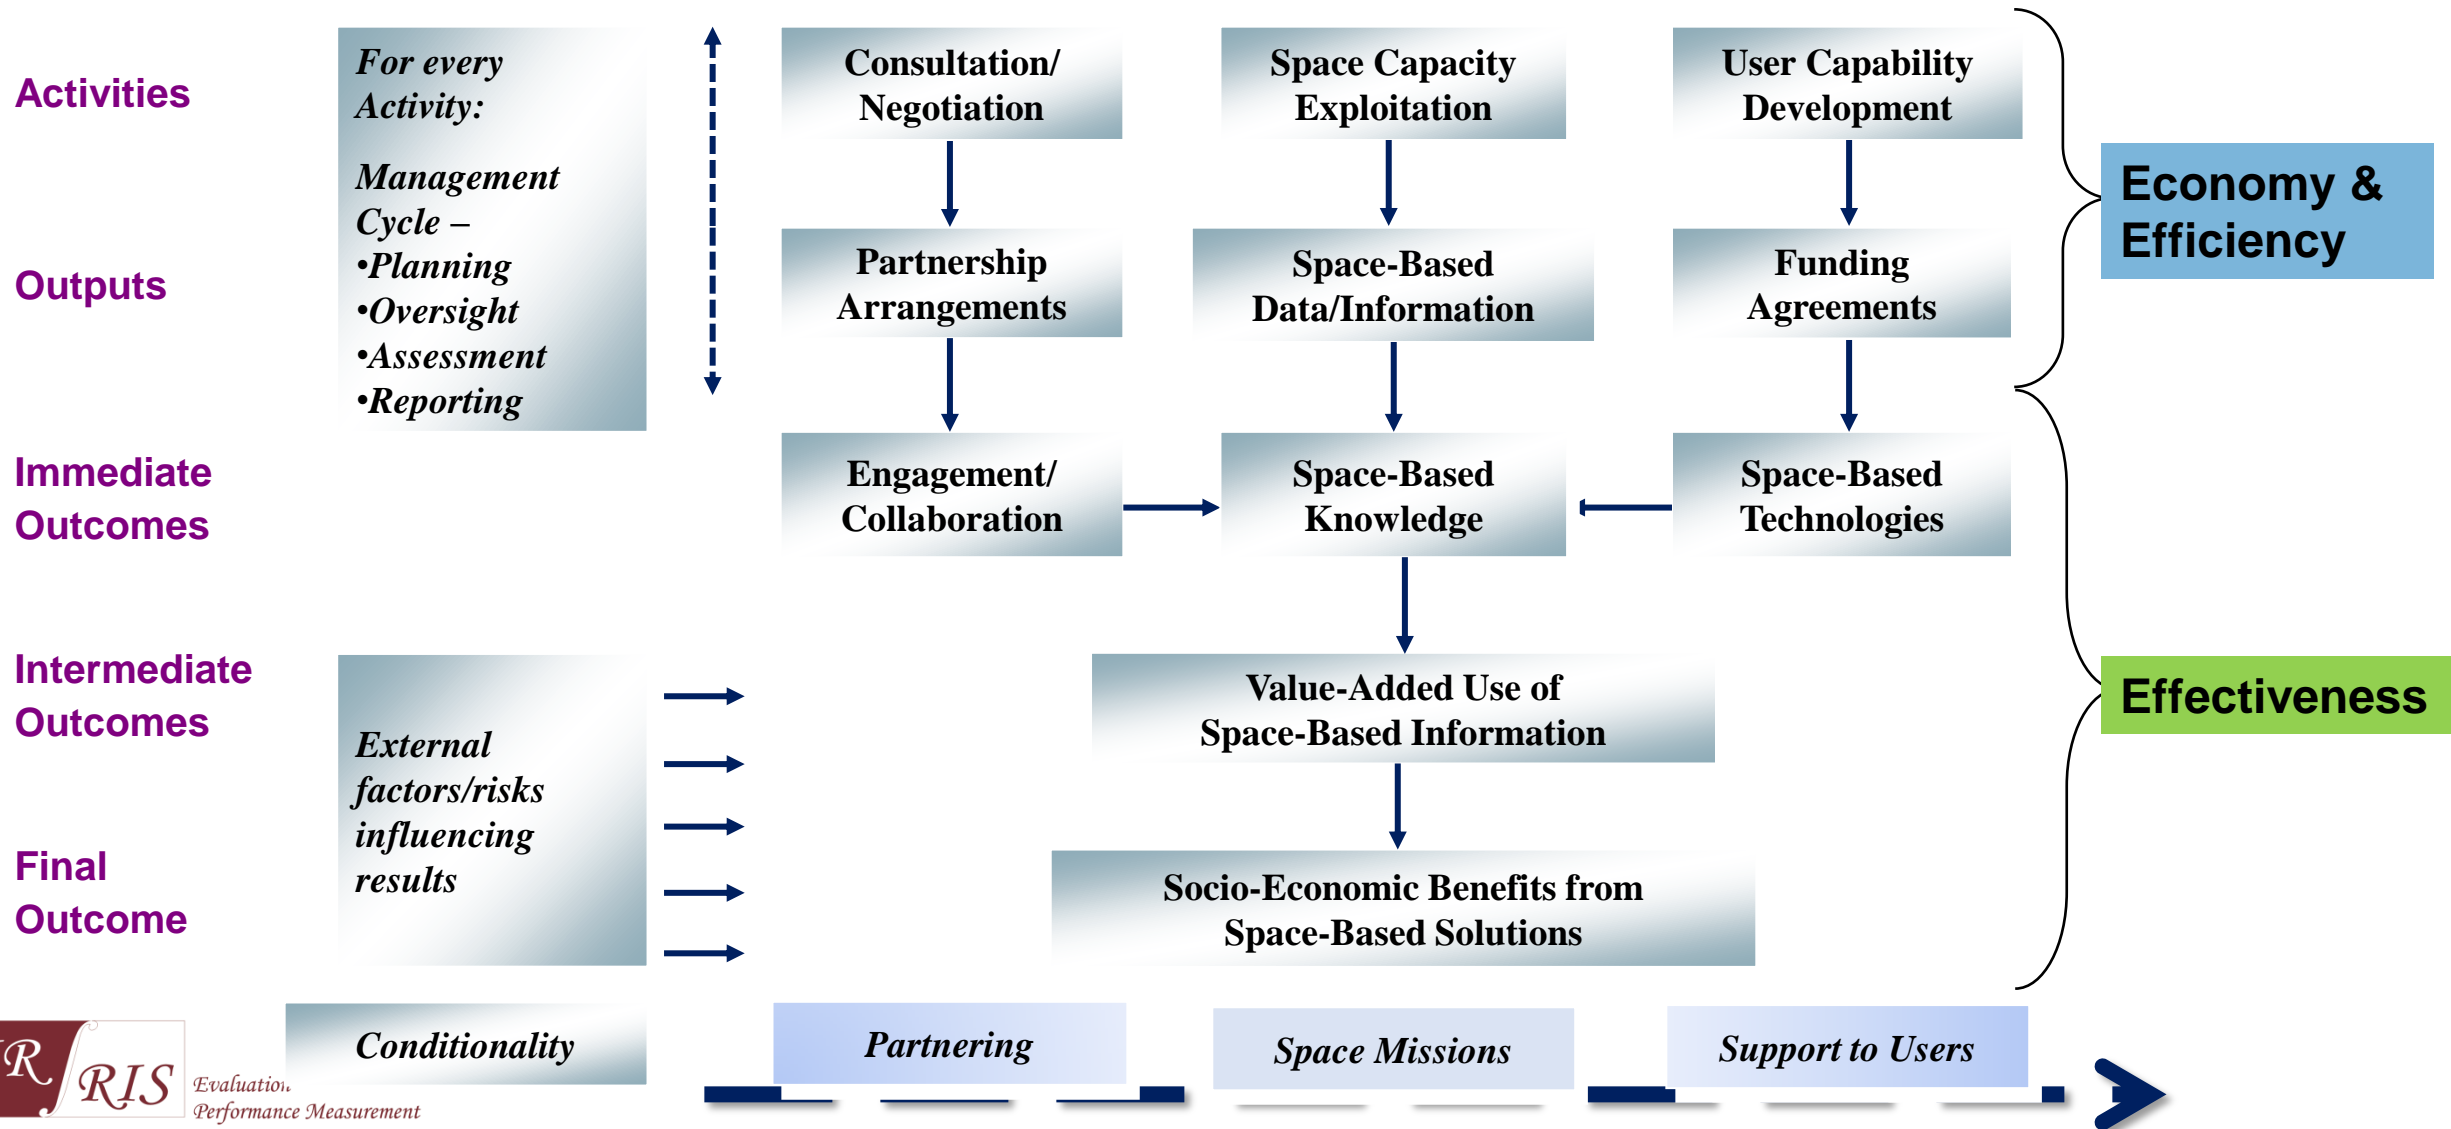 Activities
For every
Activity:
Management
Cycle –
•Planning
•Oversight
•Assessment
•Reporting
Consultation/
Negotiation
Space Capacity
Exploitation
User Capability
Development
Economy &
Efficiency
Outputs
Partnership
Arrangements
Space-Based
Data/Information
Funding
Agreements
Immediate
Outcomes
Engagement/
Collaboration
Space-Based
Knowledge
Space-Based
Technologies
Intermediate
Outcomes
External
factors/risks
influencing
results
Value-Added Use of
Space-Based Information
Effectiveness
Final
Outcome
Socio-Economic Benefits from
Space-Based Solutions
Conditionality
Partnering
Space Missions
Support to Users
R
RIS
Evaluation
Performance Measurement